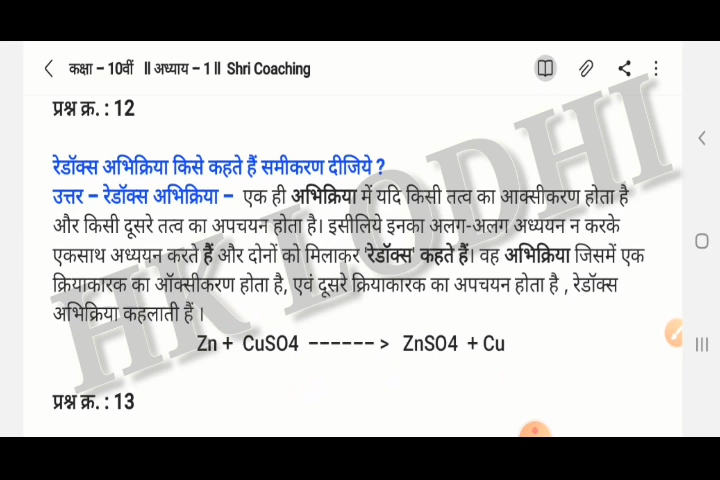 कक्षा – 10वीं ll अध्याय – 1 ll Shri Coaching
प्रश्न क्र. : 12
रेडॉक्स अभिक्रिया किसे कहते हैं समीकरण दीजिये ?
उत्तर – रेडॉक्स अभिक्रिया – एक ही अभिक्रिया में यदि किसी तत्व का आक्सीकरण होता है
और किसी दूसरे तत्व का अपचयन होता है। इसीलिये इनका अलग-अलग अध्ययन न करके
एकसाथ अध्ययन करते हैं और दोनों को मिलाकर 'रेडॉक्स' कहते हैं। वह अभिक्रिया जिसमें एक
क्रियाकारक का ऑक्सीकरण होता है, एवं दूसरे क्रियाकारक का अपचयन होता है , रेडॉक्स
अभिक्रिया कहलाती हैं ।
Zn + CuSO4 ------ > ZnSO4 + Cu
प्रश्न क्र. : 13
HK LODHI